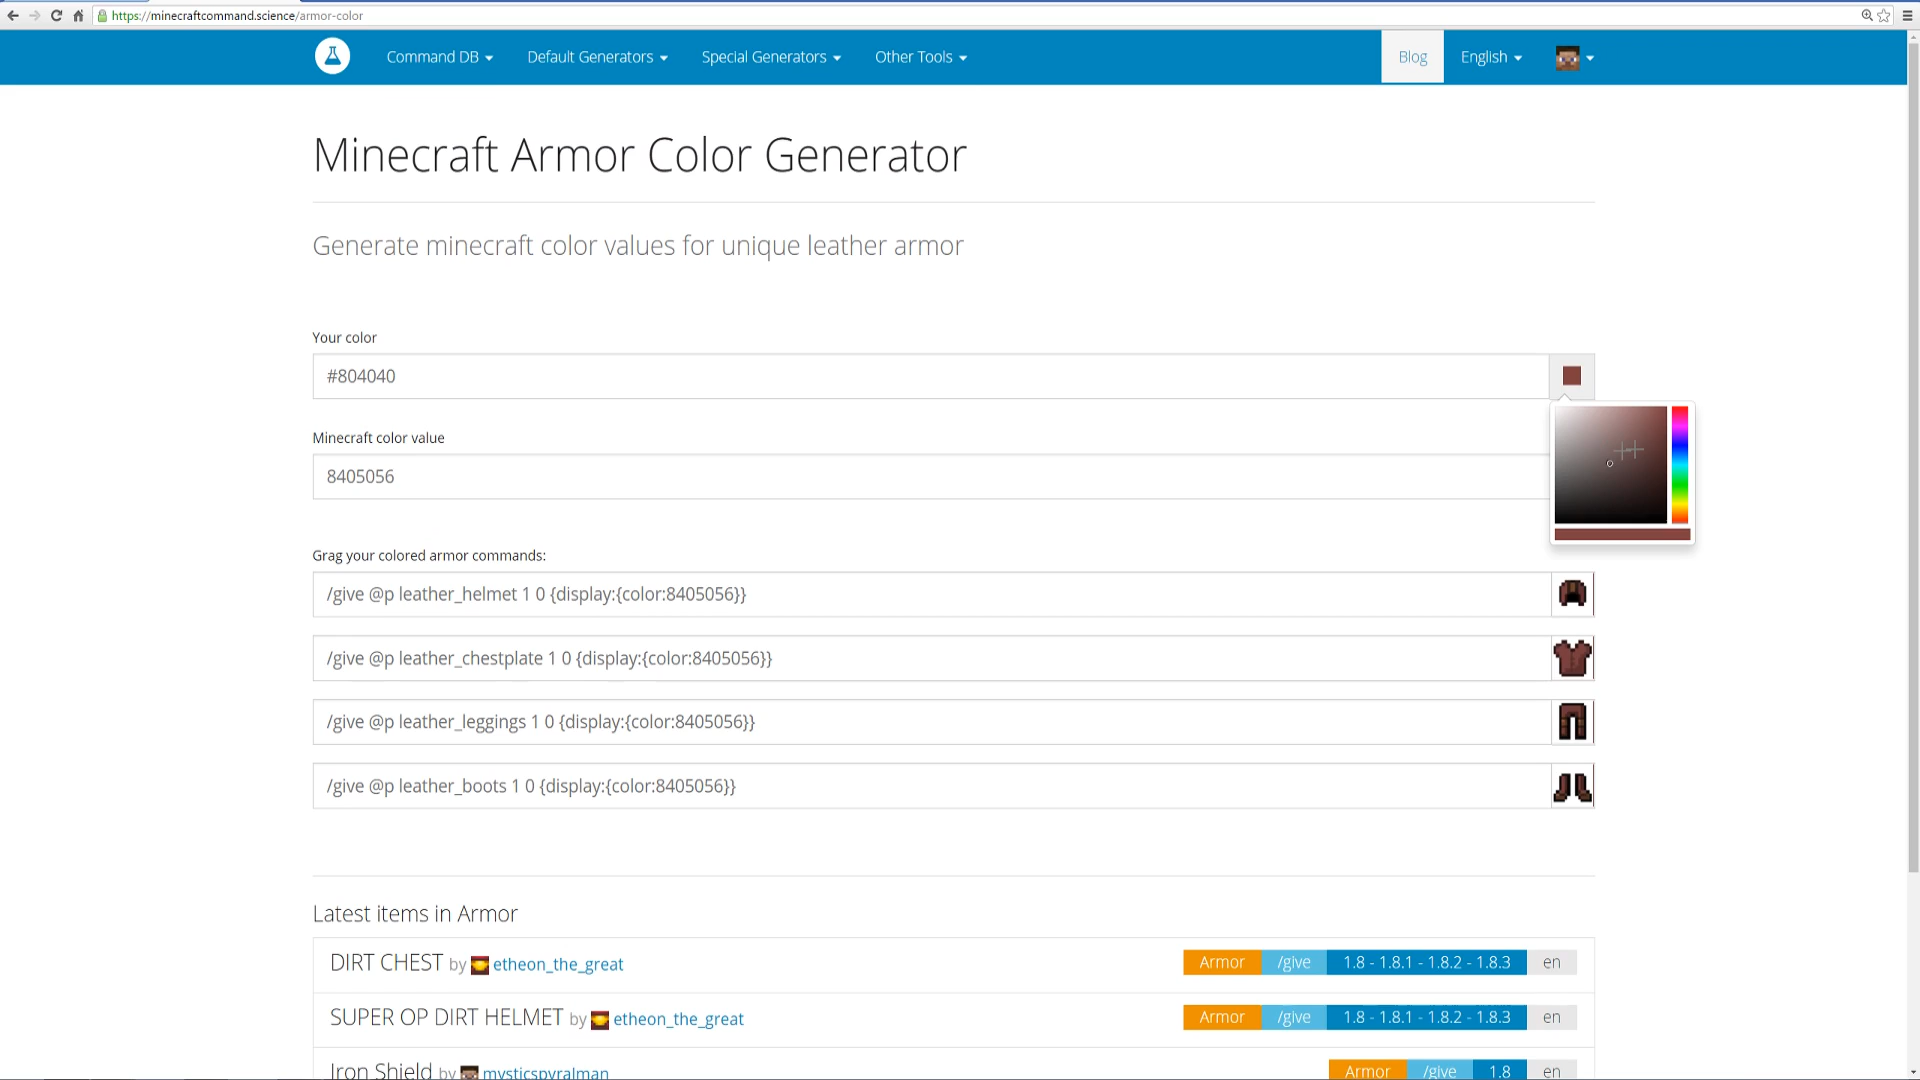 https://minecraftcommand.science/armor-color
Command DB
Default Generators
Special Generators
Other Tools
Blog
English
Minecraft Armor Color Generator
Generate minecraft color values for unique leather armor
Your color
#804040
Minecraft color value
8405056
Grag your colored armor commands:
/give @p leather_helmet 1 0 {display:{color:8405056}}
/give @p leather_chestplate 1 0 {display:{color:8405056}}
/give @p leather_leggings 1 0 {display:{color:8405056}}
/give @p leather_boots 1 0 {display:{color:8405056}}
Latest items in Armor
DIRT CHEST by etheon_the_great Armor /give 1.8 - 1.8.1 - 1.8.2 - 1.8.3 en
SUPER OP DIRT HELMET by etheon_the_great Armor /give 1.8 - 1.8.1 - 1.8.2 - 1.8.3 en
Iron Shield by mysticspyralman Armor /give 1.8 en